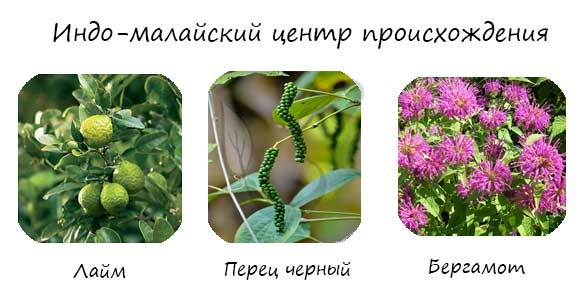 Индо-малайский центр происхождения
Лайм
Перец черный
Бергамот